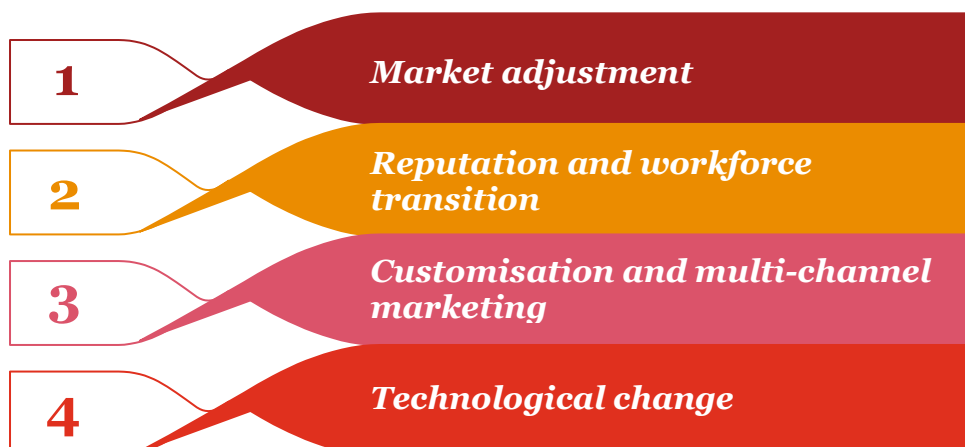 1
Market adjustment
2
Reputation and workforce
transition
3
Customisation and multi-channel
marketing
4
Technological change